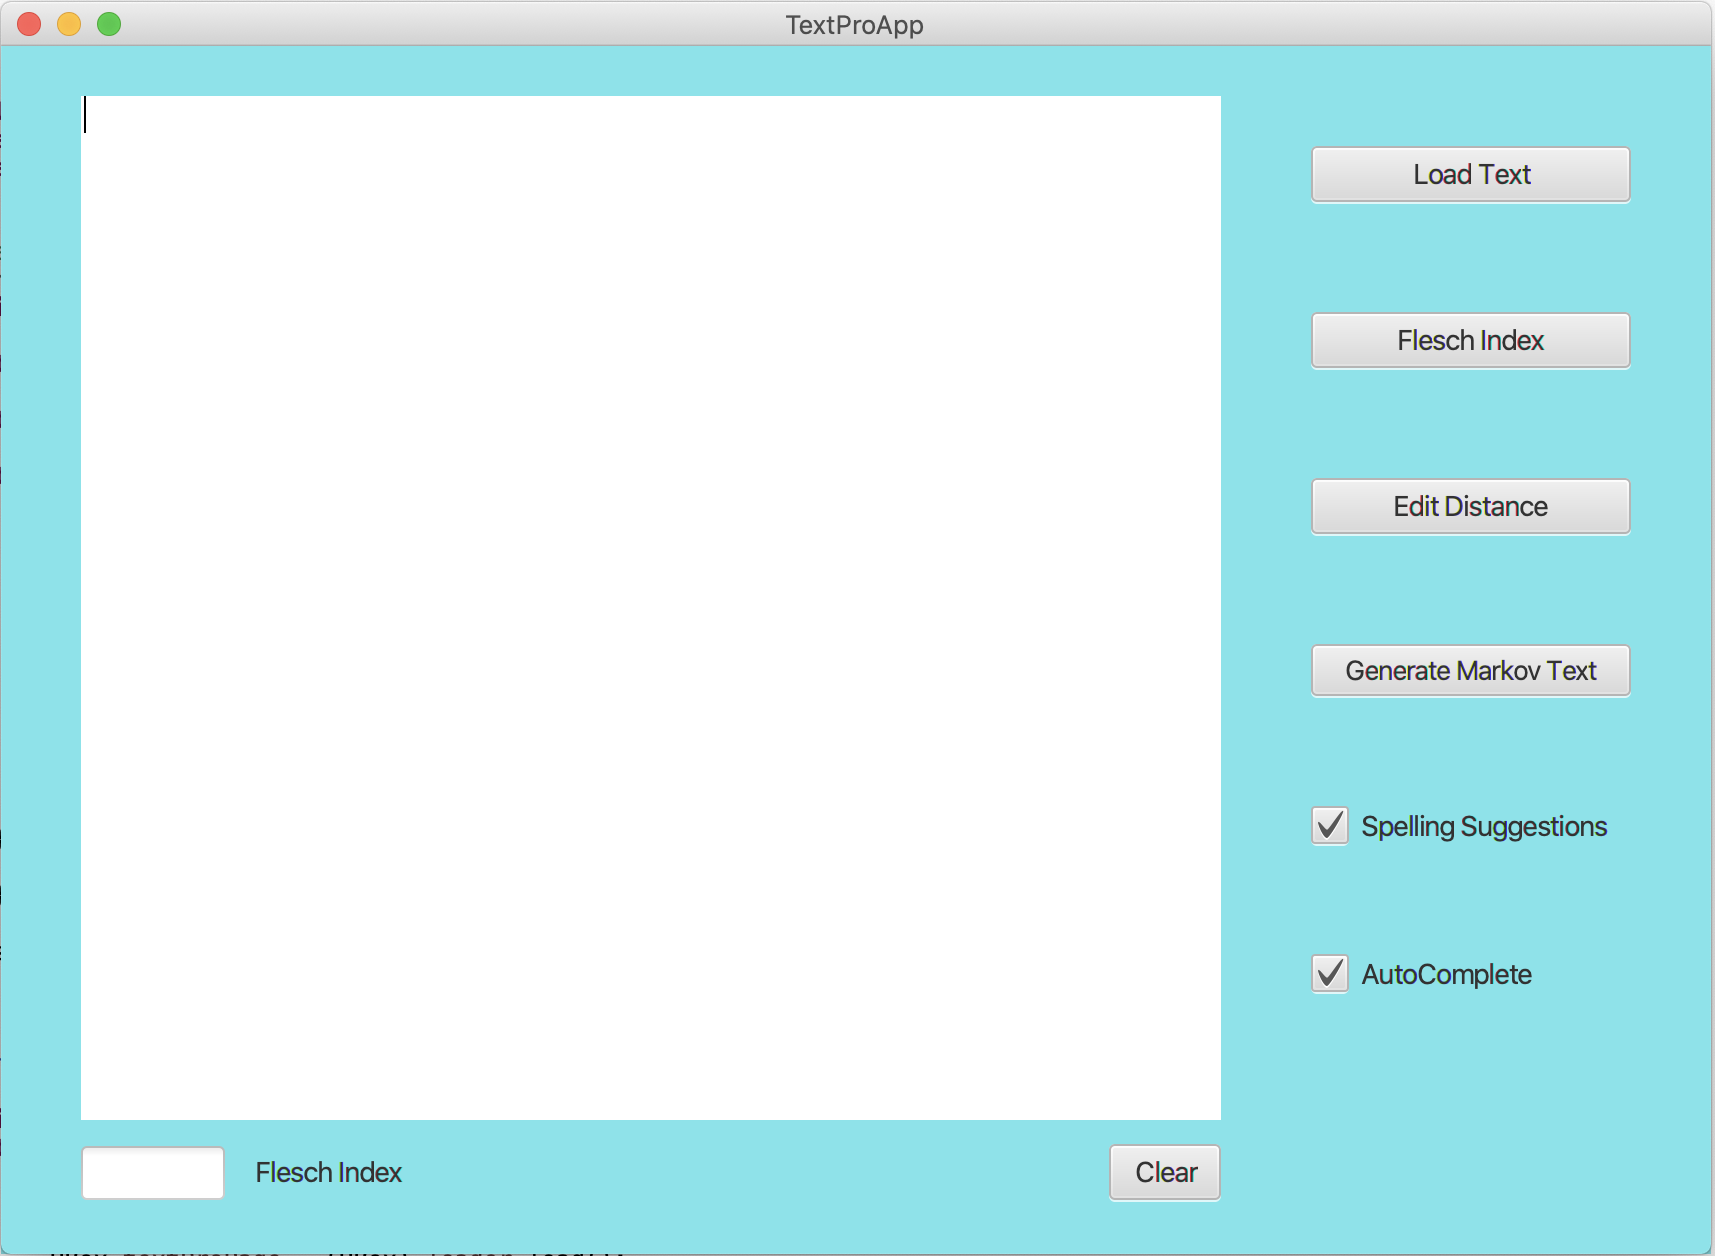 TextProApp
Load Text
Flesch Index
Edit Distance
Generate Markov Text
Spelling Suggestions
AutoComplete
Flesch Index
Clear